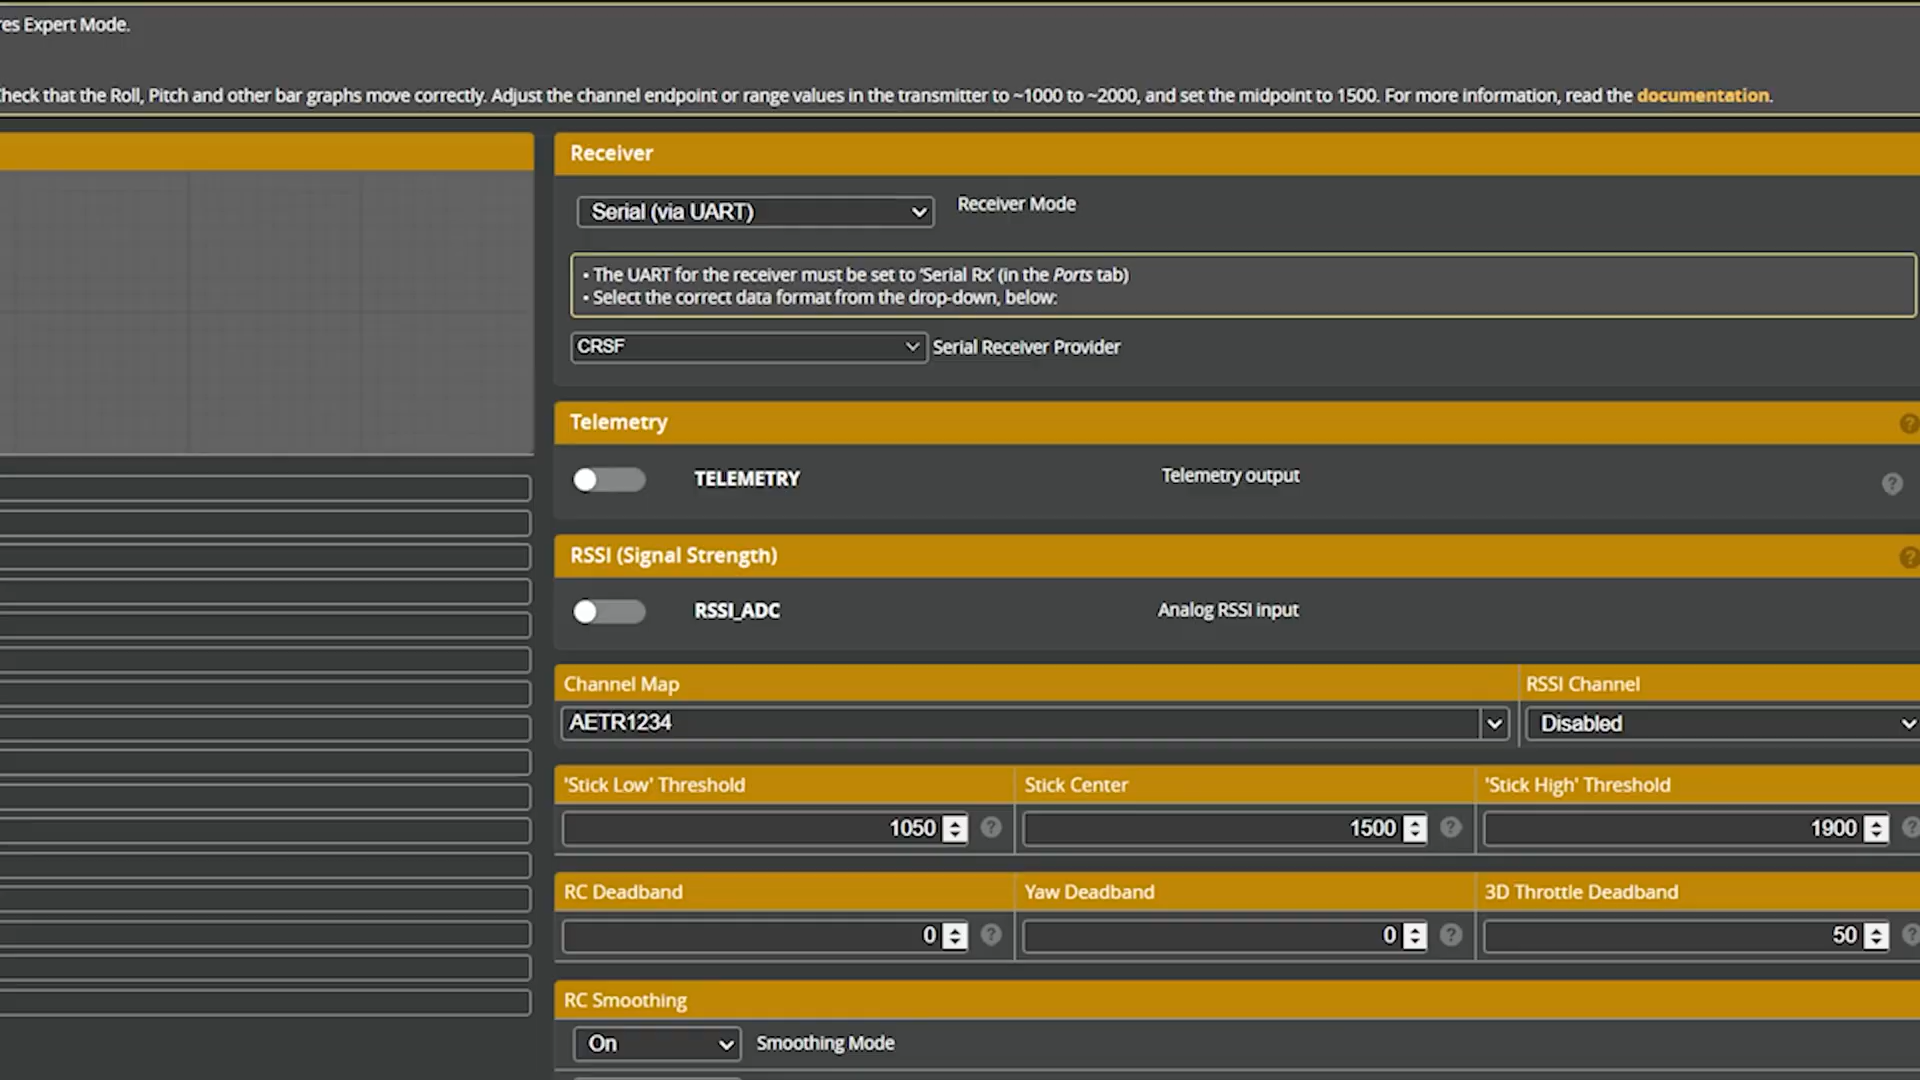 res Expert Mode.
heck that the Roll, Pitch and other bar graphs move correctly. Adjust the channel endpoint or range values in the transmitter to ~1000 to ~2000, and set the midpoint to 1500. For more information, read the documentation.
Receiver
Serial (via UART) Receiver Mode
• The UART for the receiver must be set to 'Serial Rx' (in the Ports tab)
• Select the correct data format from the drop-down, below:
CRSF Serial Receiver Provider
Telemetry ?
TELEMETRY Telemetry output ?
RSSI (Signal Strength) ?
RSSI_ADC Analog RSSI input
Channel Map RSSI Channel
AETR1234 Disabled
'Stick Low' Threshold Stick Center 'Stick High' Threshold
1050 ? 1500 ? 1900 ?
RC Deadband Yaw Deadband 3D Throttle Deadband
0 ? 0 ? 50 ?
RC Smoothing
On Smoothing Mode